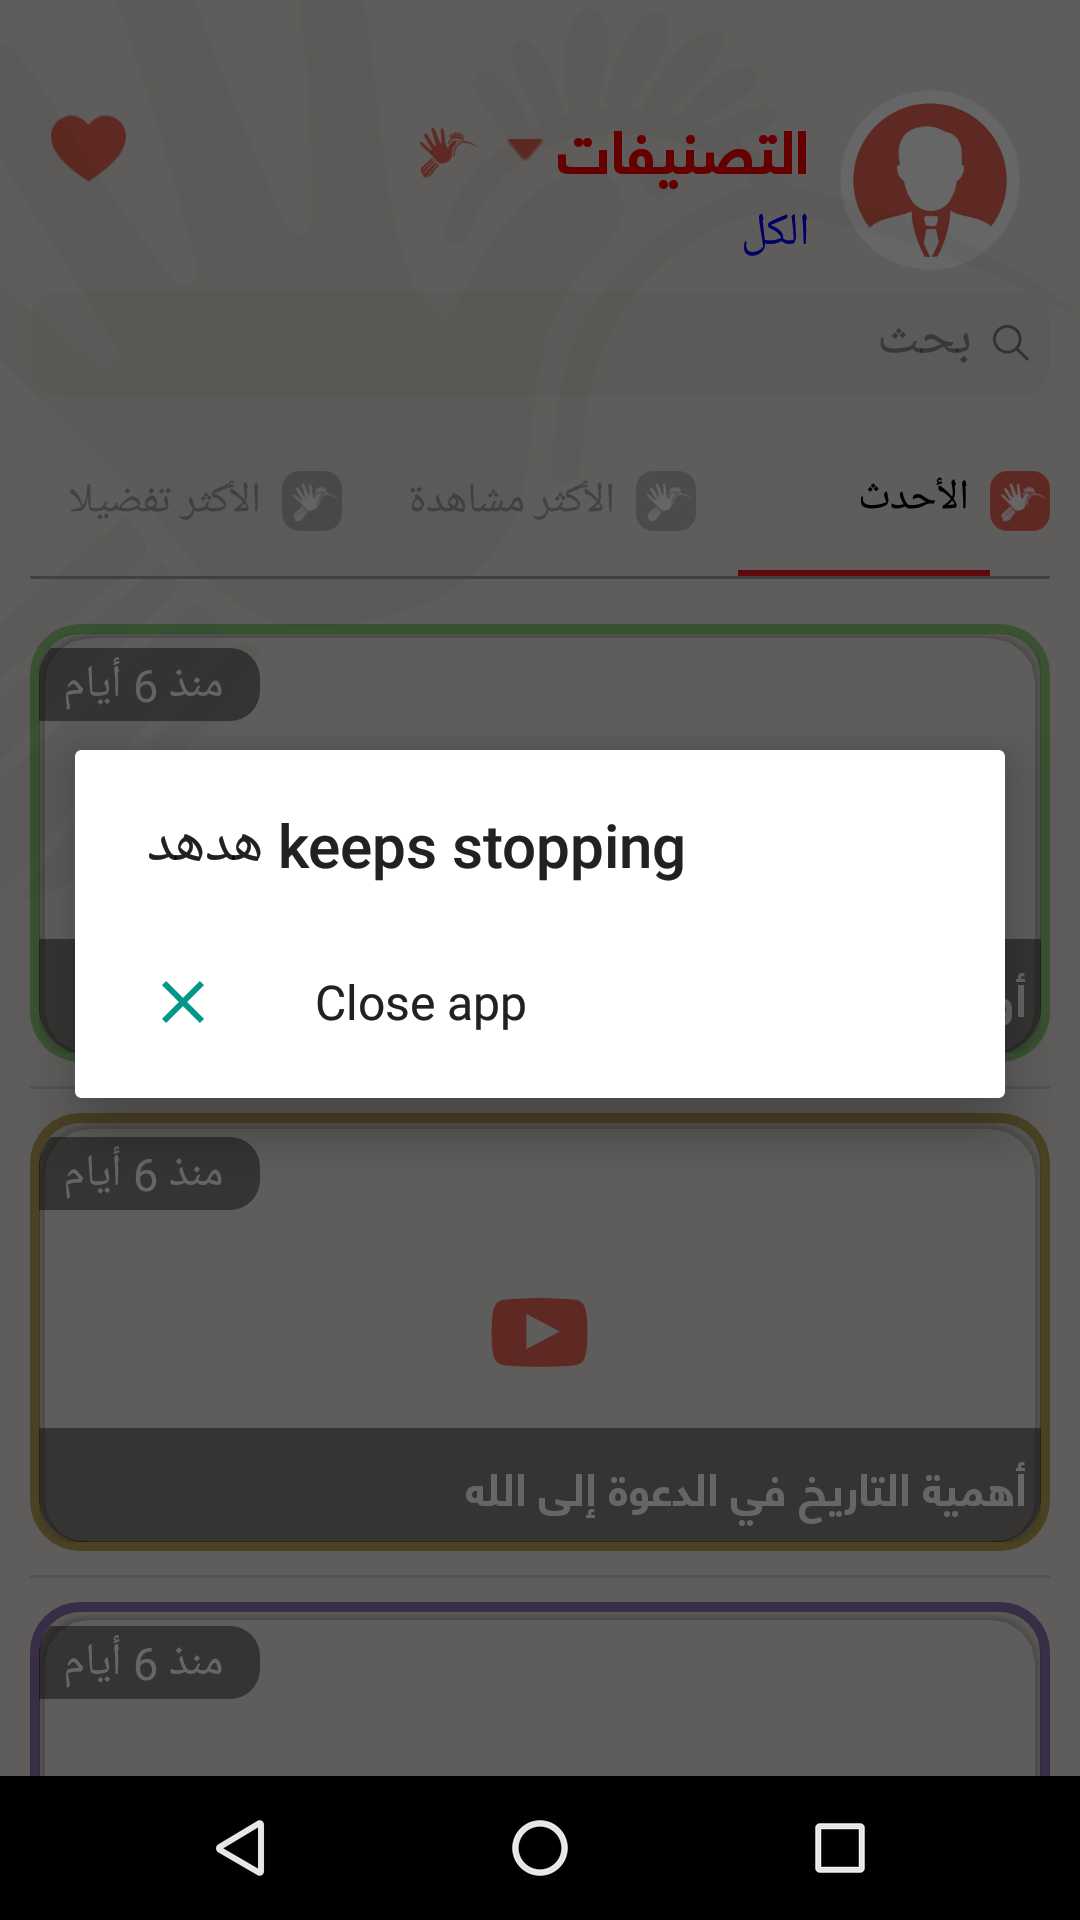 التصنيفات
الكل
بحث
الأحدث
الأكثر مشاهدة
الأكثر تفضيلا
منذ 6 أيام
هدهد keeps stopping
Close app
منذ 6 أيام
أهمية التاريخ في الدعوة إلى الله
منذ 6 أيام